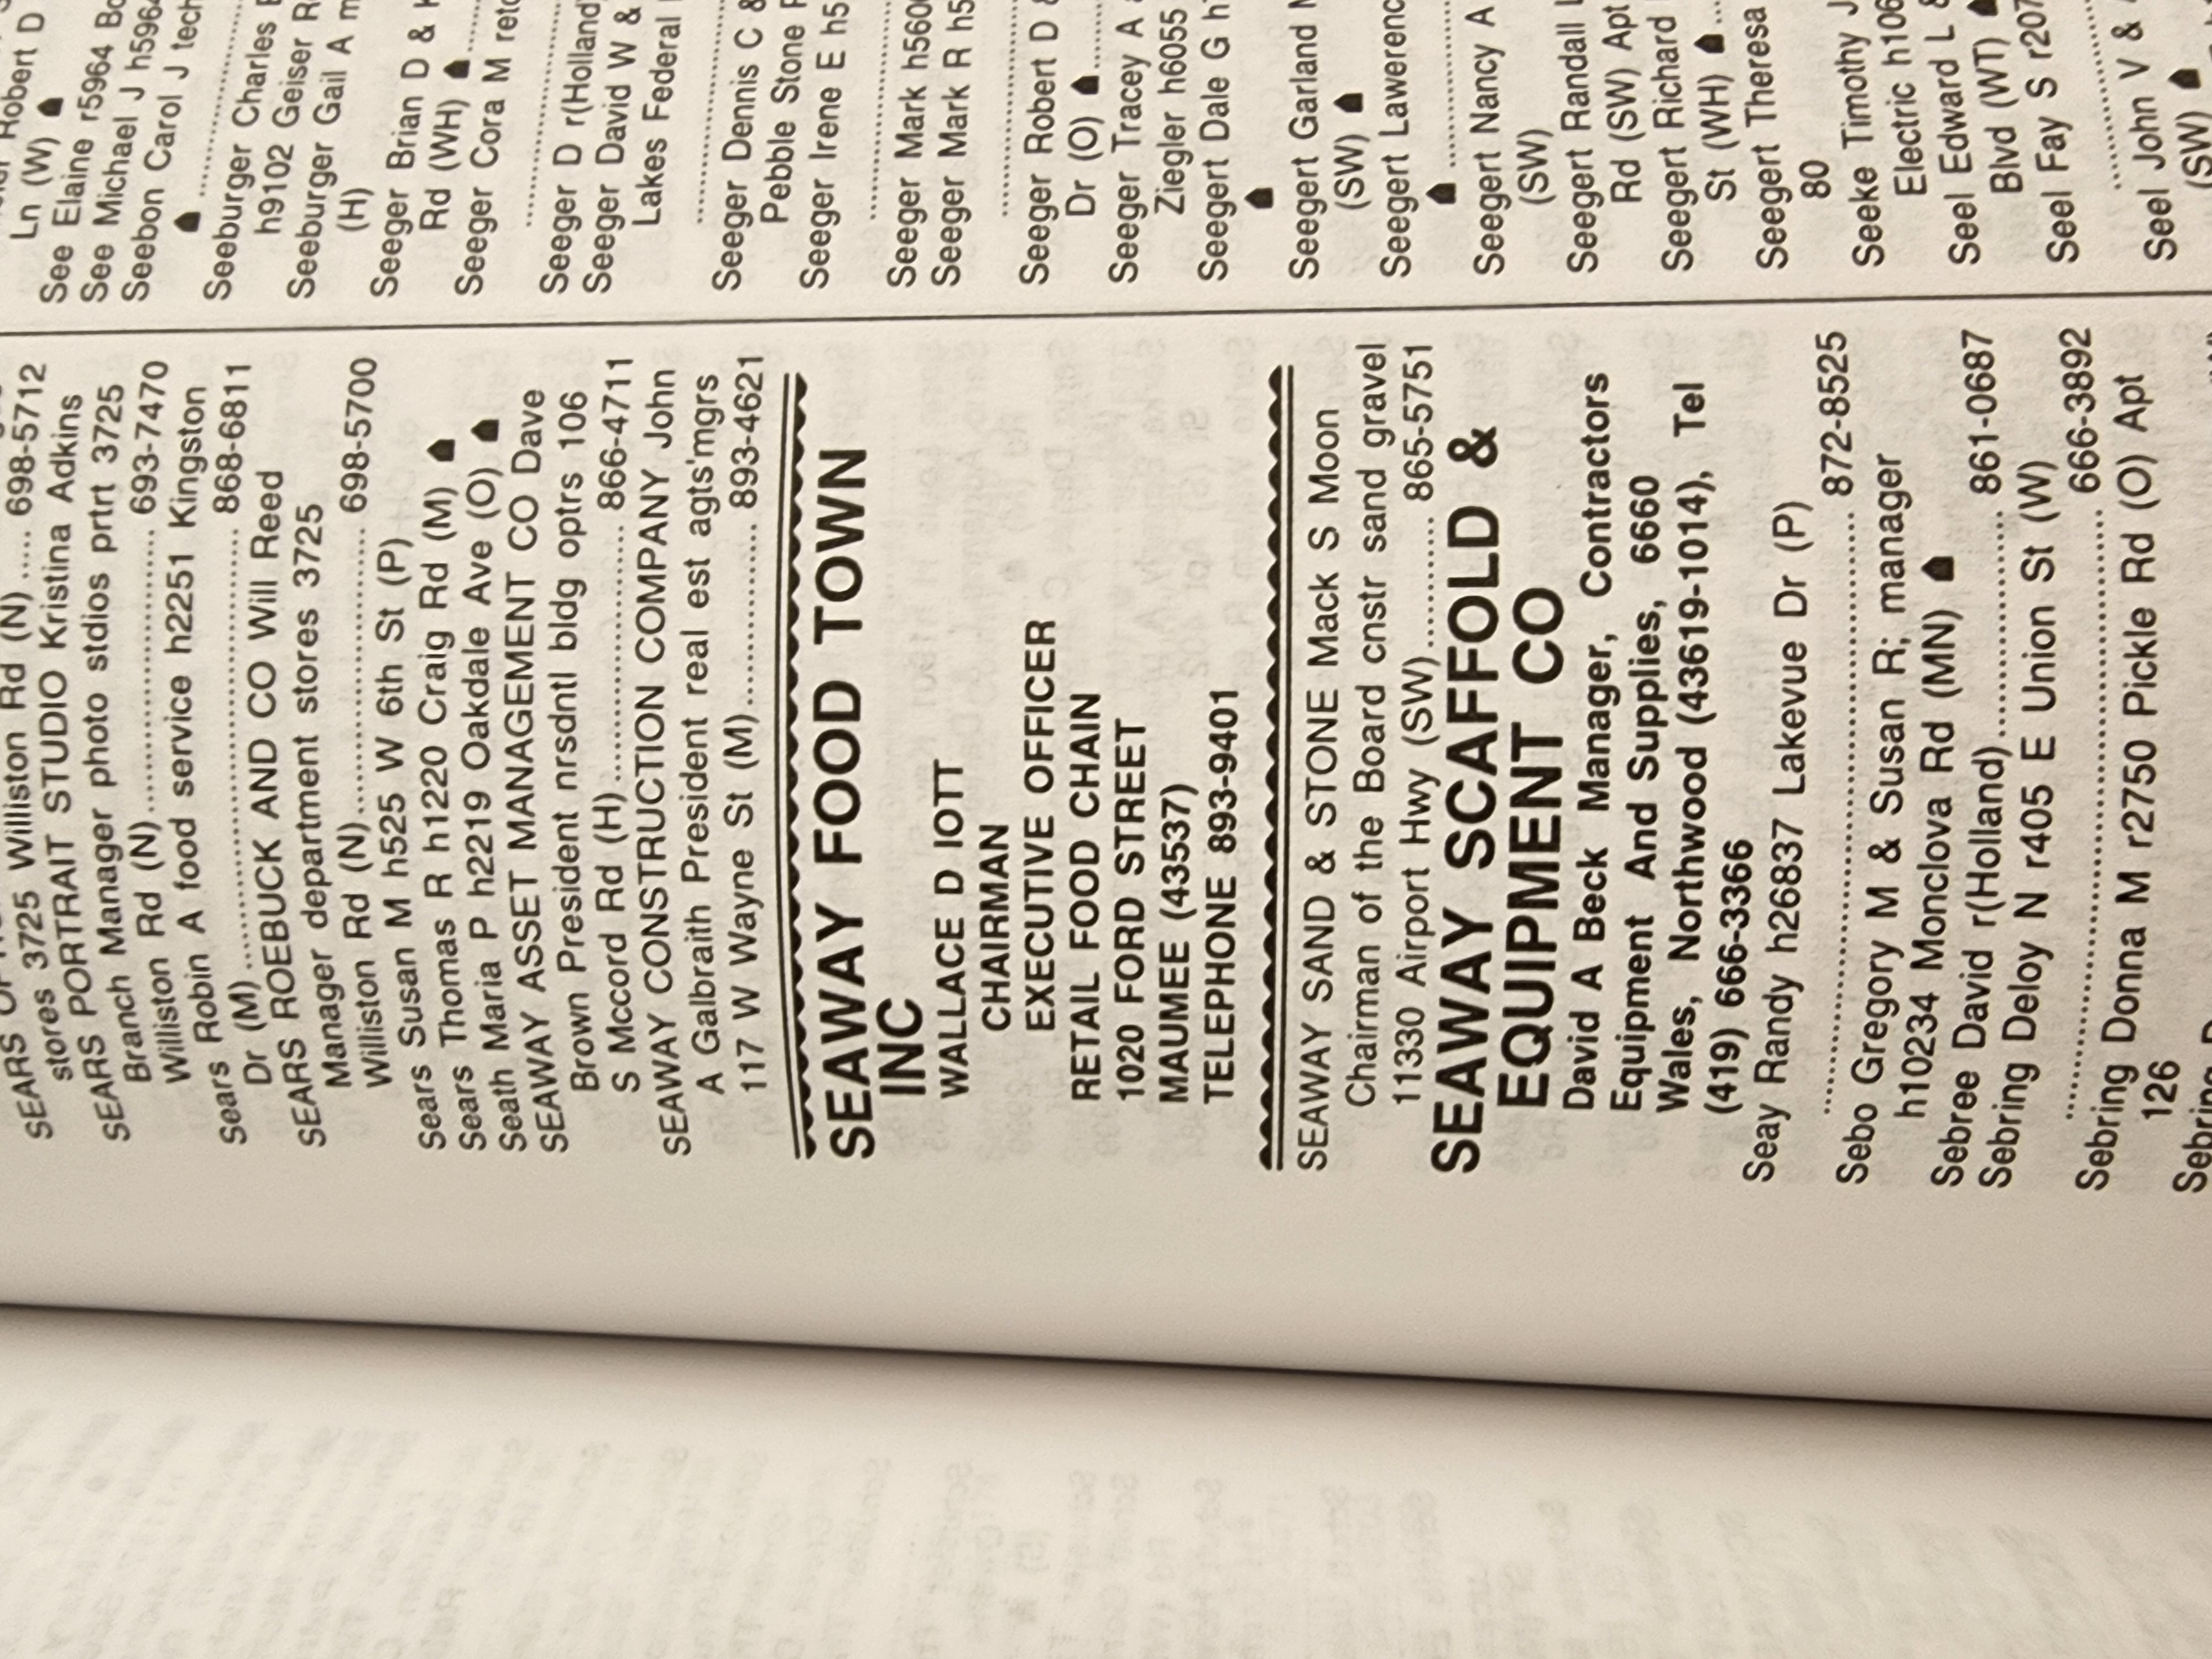 Rd (N) ..... 698-5712
stores 3725 Williston
SEARS PORTRAIT STUDIO Kristina Adkins
Branch Manager photo stdios prtrt 3725
Williston Rd (N) ........ 693-7470
Sears Robin A food service h2251 Kingston
Dr (M) ........ 868-6811
SEARS ROEBUCK AND CO Will Reed
Manager department stores 3725
Williston Rd (N) ........ 698-5700
Sears Susan M h525 W 6th St (P)
Sears Thomas R h1220 Craig Rd (M)
Seath Maria P h2219 Oakdale Ave (O)
SEAWAY ASSET MANAGEMENT CO Dave
Brown President nrsdntl bldg optrs 106
S Mccord Rd (H) ........ 866-4711
SEAWAY CONSTRUCTION COMPANY John
A Galbraith President real est agts'mgrs
117 W Wayne St (M) ........ 893-4621
SEAWAY FOOD TOWN
INC
WALLACE D IOTT
CHAIRMAN
EXECUTIVE OFFICER
RETAIL FOOD CHAIN
1020 FORD STREET
MAUMEE (43537)
TELEPHONE 893-9401
SEAWAY SAND & STONE Mack S Moon
Chairman of the Board cnstr sand gravel
11330 Airport Hwy (SW) ........ 865-5751
SEAWAY SCAFFOLD &
EQUIPMENT CO
David A Beck Manager, Contractors
Equipment And Supplies, 6660
Wales, Northwood (43619-1014), Tel
(419) 666-3366
Seay Randy h26837 Lakevue Dr (P)
........ 872-8525
Sebo Gregory M & Susan R; manager
h10234 Monclova Rd (MN)
Sebree David r(Holland) ........ 861-0687
Sebring Deloy N r405 E Union St (W)
........ 666-3892
Sebring Donna M r2750 Pickle Rd (O) Apt
126
Sebring
Robert D
Ln (W)
See Elaine r5964
See Michael J h5964
Seebon Carol J tech
Seeburger Charles
h9102 Geiser
Seeburger Gail A
(H)
Seeger Brian D &
Rd (WH)
Seeger Cora M
Seeger D r(Holland)
Seeger David W &
Lakes Federal
Seeger Dennis C &
Pebble Stone
Seeger Irene E
Seeger Mark
Seeger Mark R
Seeger Robert D &
Dr (O)
Seeger Tracey A
Ziegler h6055
Seegert Dale G
Seegert Garland
(SW)
Seegert Lawerenc
Seegert Nancy A
(SW)
Seegert Randall
Rd (SW) Apt
Seegert Richard
St (WH)
Seegert Theresa
80
Seeke Timothy J
Electric
Seel Edward L
Blvd (WT)
Seel Fay S
Seel John V &
(SW)